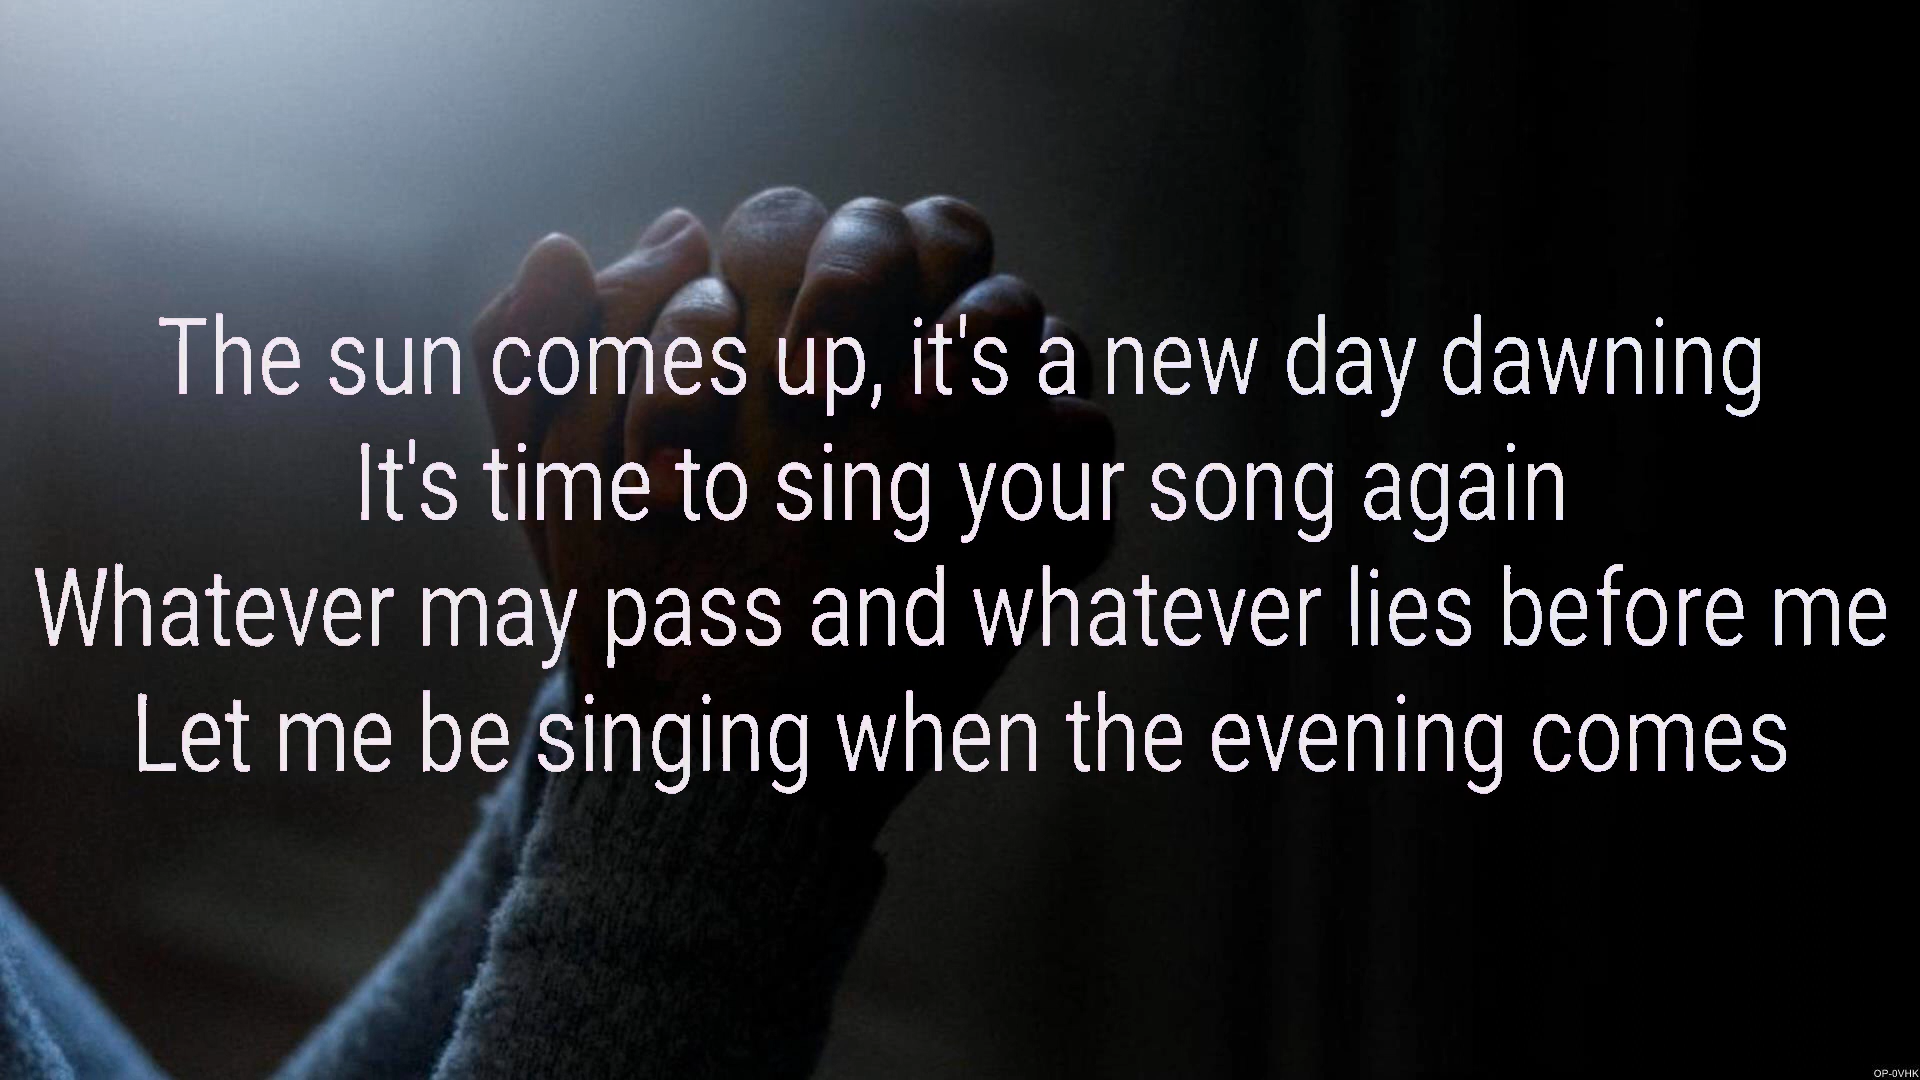 The sun comes up, it's a new day dawning
It's time to sing your song again
Whatever may pass and whatever lies before me
Let me be singing when the evening comes
OP-0VHK